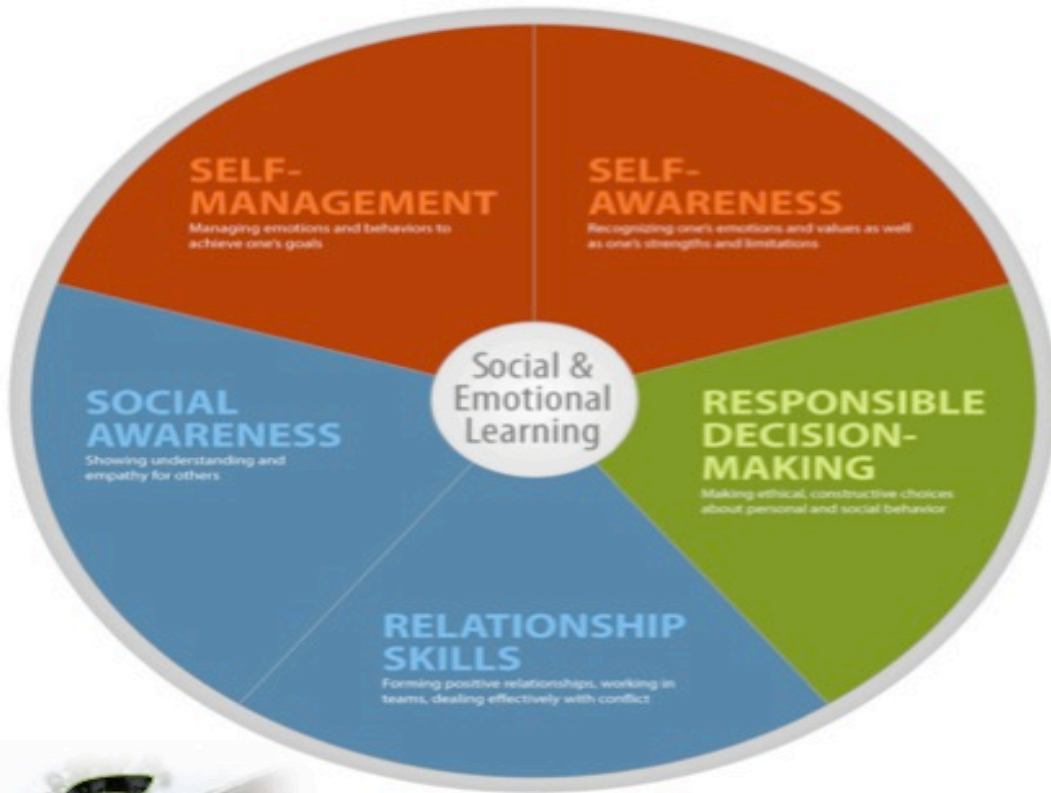 SELF-
MANAGEMENT
Managing emotions and behaviors to
achieve one's goals
SELF-
AWARENESS
Recognizing one's emotions and values as well
as one's strengths and limitations
SOCIAL
AWARENESS
Showing understanding and
empathy for others
Social &
Emotional
Learning
RESPONSIBLE
DECISION-
MAKING
Making ethical, constructive choices
about personal and social behavior
RELATIONSHIP
SKILLS
Forming positive relationships, working in
teams, dealing effectively with conflict